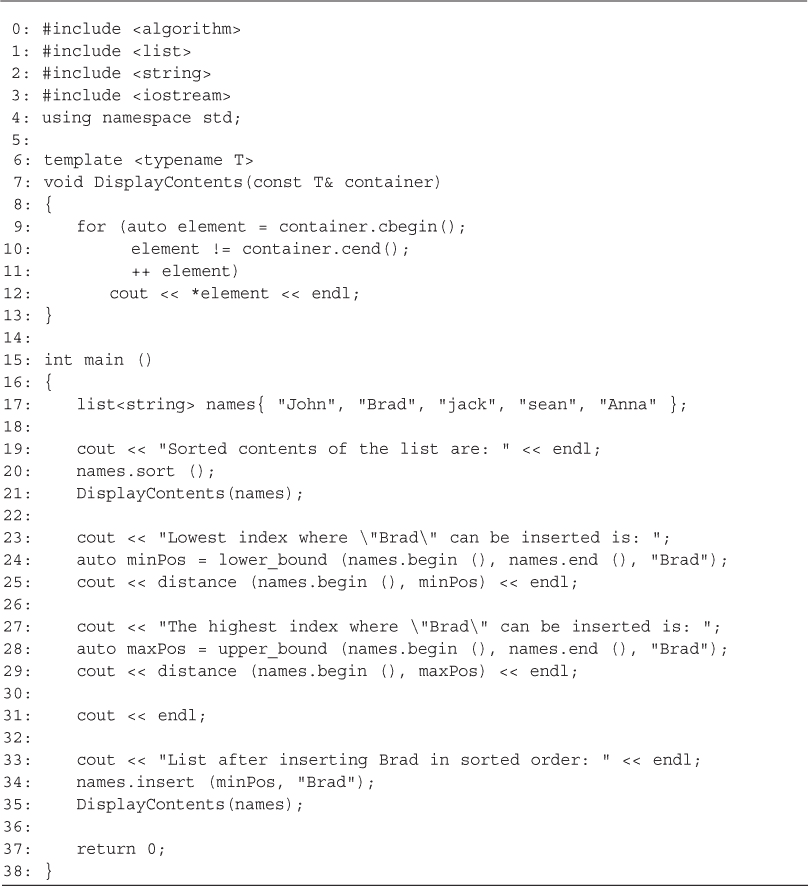 0: #include <algorithm>
1: #include <list>
2: #include <string>
3: #include <iostream>
4: using namespace std;
5:
6: template <typename T>
7: void DisplayContents(const T& container)
8: {
9:    for (auto element = container.cbegin();
10:         element != container.cend();
11:         ++ element)
12:       cout << *element << endl;
13: }
14:
15: int main ()
16: {
17:    list<string> names{ "John", "Brad", "jack", "sean", "Anna" };
18:
19:    cout << "Sorted contents of the list are: " << endl;
20:    names.sort ();
21:    DisplayContents(names);
22:
23:    cout << "Lowest index where \"Brad\" can be inserted is: ";
24:    auto minPos = lower_bound (names.begin (), names.end (), "Brad");
25:    cout << distance (names.begin (), minPos) << endl;
26:
27:    cout << "The highest index where \"Brad\" can be inserted is: ";
28:    auto maxPos = upper_bound (names.begin (), names.end (), "Brad");
29:    cout << distance (names.begin (), maxPos) << endl;
30:
31:    cout << endl;
32:
33:    cout << "List after inserting Brad in sorted order: " << endl;
34:    names.insert (minPos, "Brad");
35:    DisplayContents(names);
36:
37:    return 0;
38: }